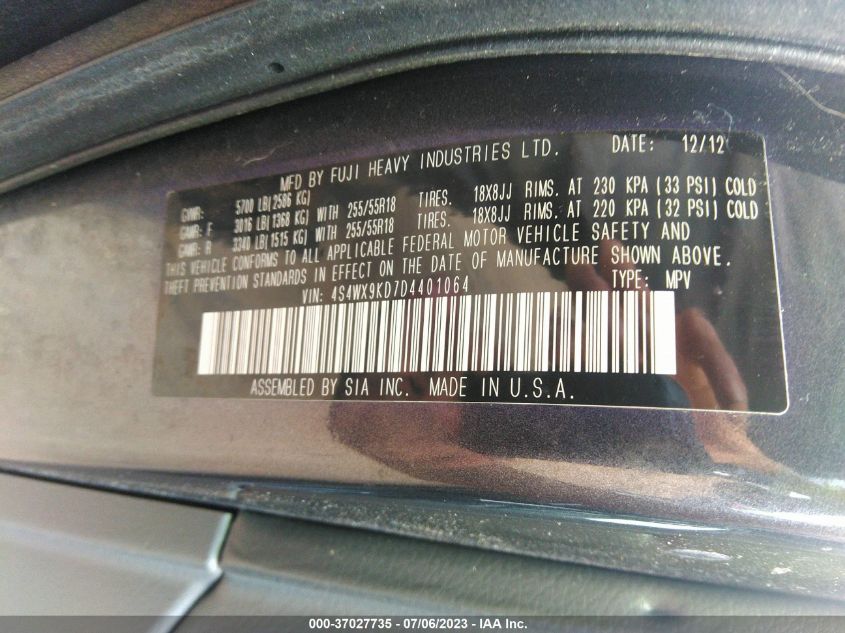 MFD BY FUJI HEAVY INDUSTRIES LTD. DATE: 12/12
GVWR: 5700 LB(2586 KG)
GAWR: F 3016 LB(1368 KG) WITH 255/55R18 TIRES. 18X8JJ RIMS. AT 230 KPA (33 PSI) COLD
GAWR: R 3340 LB(1515 KG) WITH 255/55R18 TIRES. 18X8JJ RIMS. AT 220 KPA (32 PSI) COLD
THIS VEHICLE CONFORMS TO ALL APPLICABLE FEDERAL MOTOR VEHICLE SAFETY AND
THEFT PREVENTION STANDARDS IN EFFECT ON THE DATE OF MANUFACTURE SHOWN ABOVE.
VIN: 4S4WX9KD7D4401064 TYPE: MPV
ASSEMBLED BY SIA INC. MADE IN U.S.A.
000-37027735 - 07/06/2023 - IAA Inc.